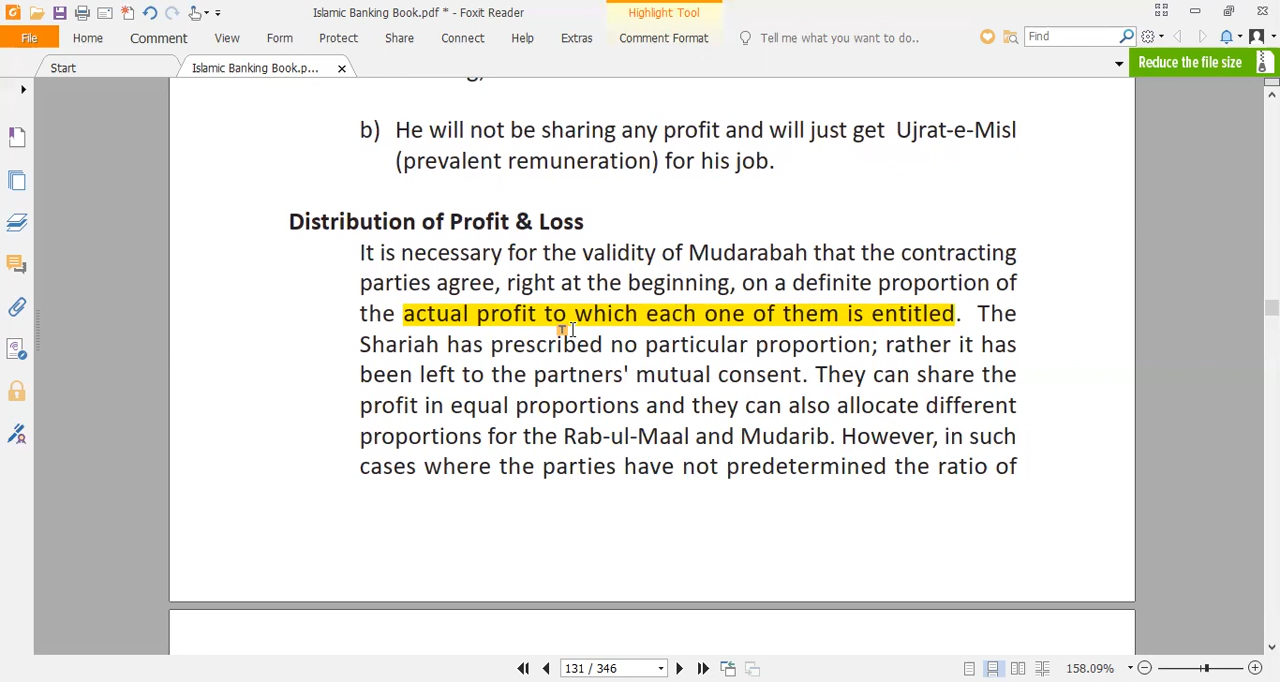 Islamic Banking Book.pdf * - Foxit Reader
Highlight Tool
File Home Comment View Form Protect Share Connect Help Extras Comment Format Tell me what you want to do.. Find
Start Islamic Banking Book.p... Reduce the file size
b) He will not be sharing any profit and will just get Ujrat-e-Misl
(prevalent remuneration) for his job.
Distribution of Profit & Loss
It is necessary for the validity of Mudarabah that the contracting
parties agree, right at the beginning, on a definite proportion of
the actual profit to which each one of them is entitled. The
Shariah has prescribed no particular proportion; rather it has
been left to the partners' mutual consent. They can share the
profit in equal proportions and they can also allocate different
proportions for the Rab-ul-Maal and Mudarib. However, in such
cases where the parties have not predetermined the ratio of
131 / 346 158.09%